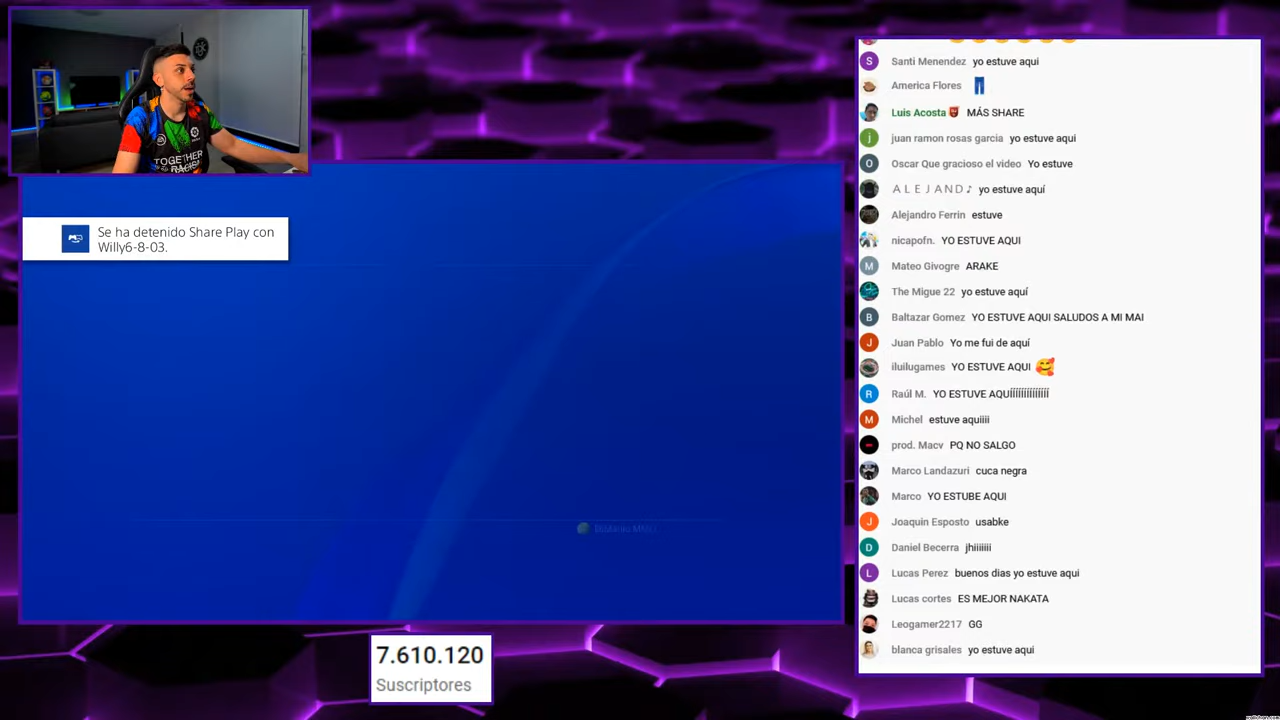 TOGETHER
Se ha detenido Share Play con
Willy6-8-03.
7.610.120
Suscriptores
S Santi Menendez yo estuve aqui
America Flores 👖
Luis Acosta MÁS SHARE
j juan ramon rosas garcia yo estuve aqui
O Oscar Que gracioso el video Yo estuve
A L E J A N D ♪ yo estuve aquí
Alejandro Ferrin estuve
nicapofn. YO ESTUVE AQUI
M Mateo Givogre ARAKE
The Migue 22 yo estuve aquí
B Baltazar Gomez YO ESTUVE AQUI SALUDOS A MI MAI
J Juan Pablo Yo me fui de aquí
iluilugames YO ESTUVE AQUI 🥰
R Raúl M. YO ESTUVE AQUÍÍÍÍÍÍÍÍÍÍÍÍÍÍ
M Michel estuve aquiiii
prod. Macv PQ NO SALGO
Marco Landazuri cuca negra
Marco YO ESTUBE AQUI
J Joaquin Esposto usabke
D Daniel Becerra jhiiiiiii
L Lucas Perez buenos dias yo estuve aqui
Lucas cortes ES MEJOR NAKATA
Leogamer2217 GG
blanca grisales yo estuve aqui